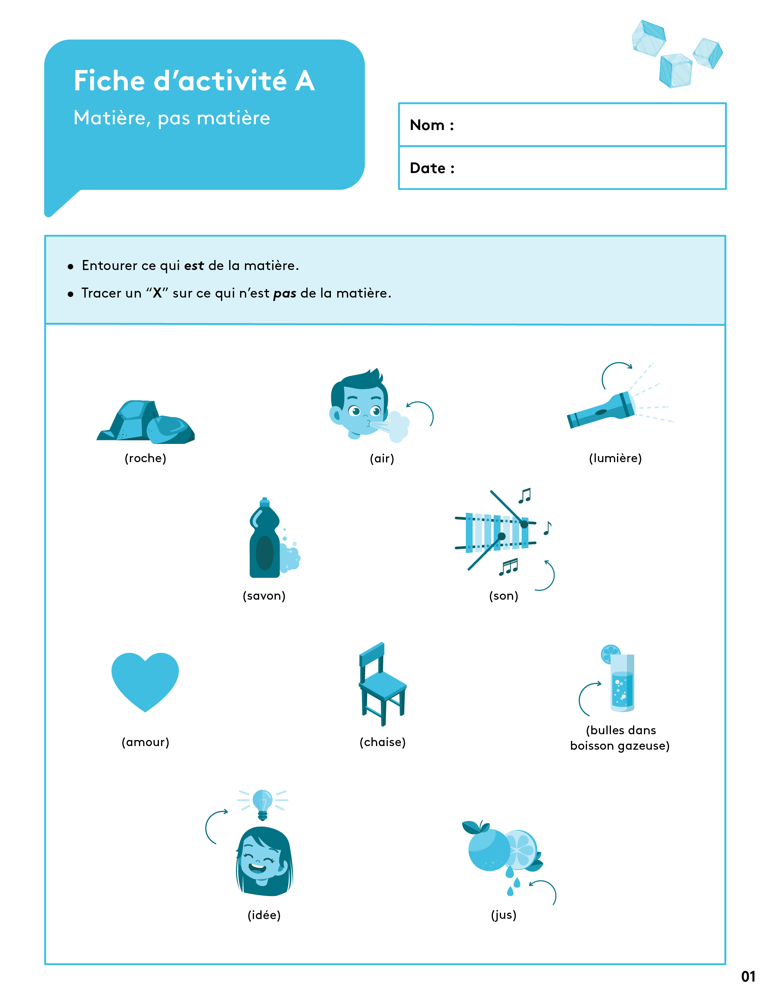 Fiche d’activité A
Matière, pas matière
Nom :
Date :
• Entourer ce qui est de la matière.
• Tracer un “X” sur ce qui n’est pas de la matière.
(roche)
(air)
(lumière)
(savon)
(son)
(amour)
(chaise)
(bulles dans
boisson gazeuse)
(idée)
(jus)
01